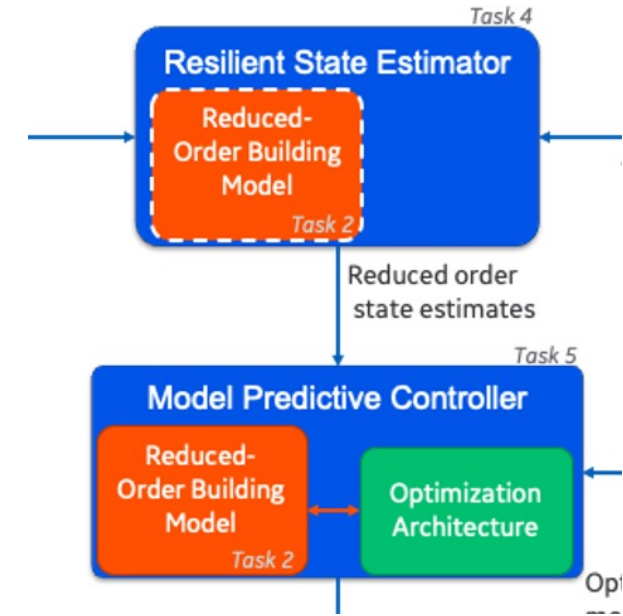 Task 4
Resilient State Estimator
Reduced-
Order Building
Model
Task 2
Reduced order
state estimates
Task 5
Model Predictive Controller
Reduced-
Order Building
Model
Task 2
Optimization
Architecture